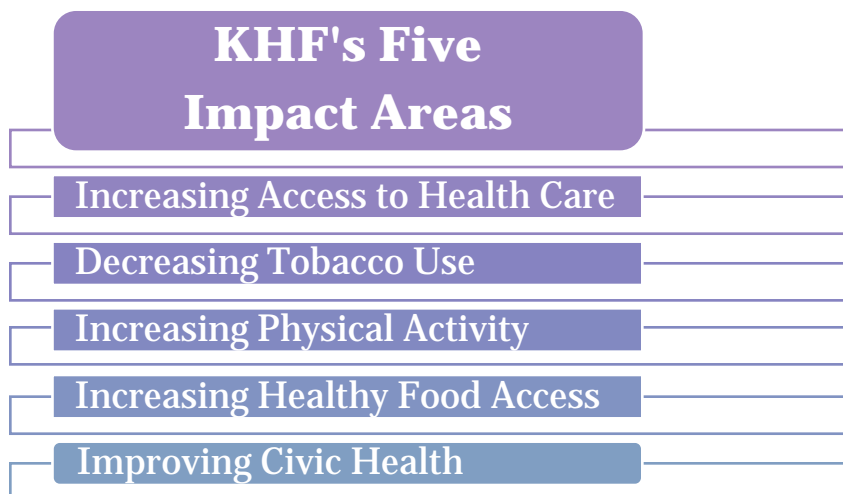 KHF's Five
Impact Areas
Increasing Access to Health Care
Decreasing Tobacco Use
Increasing Physical Activity
Increasing Healthy Food Access
Improving Civic Health